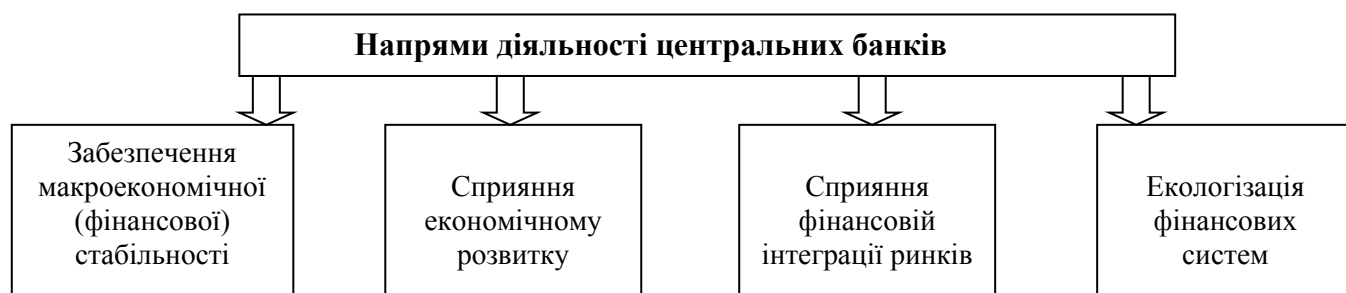 Напрями діяльності центральних банків
Забезпечення
макроекономічної
(фінансової)
стабільності
Сприяння
економічному
розвитку
Сприяння
фінансовій
інтеграції ринків
Екологізація
фінансових
систем